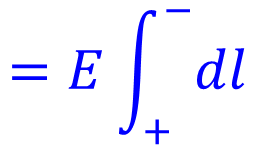 = E ∫₊⁻ dl